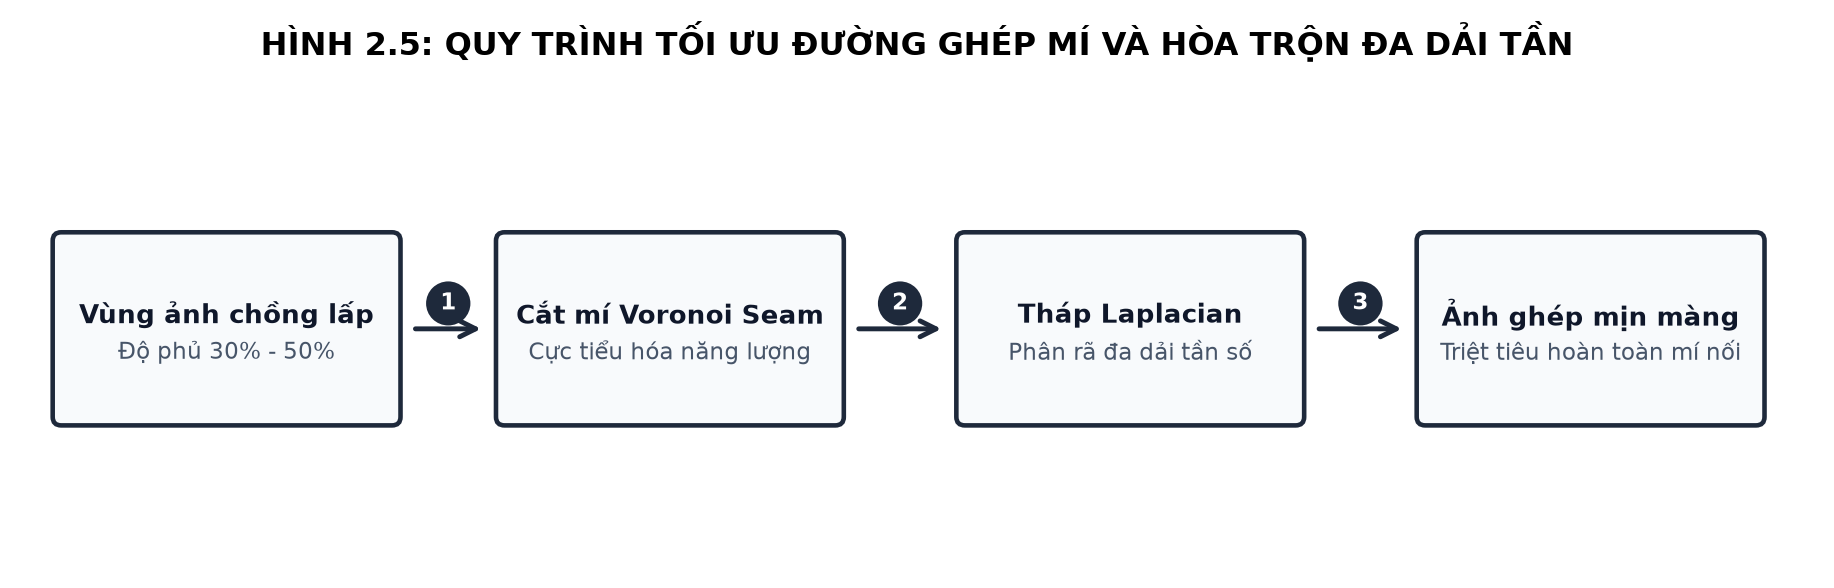 HÌNH 2.5: QUY TRÌNH TỐI ƯU ĐƯỜNG GHÉP MÍ VÀ HÒA TRỘN ĐA DẢI TẦN
Vùng ảnh chồng lấp
Độ phủ 30% - 50%
1
Cắt mí Voronoi Seam
Cực tiểu hóa năng lượng
2
Tháp Laplacian
Phân rã đa dải tần số
3
Ảnh ghép mịn màng
Triệt tiêu hoàn toàn mí nối